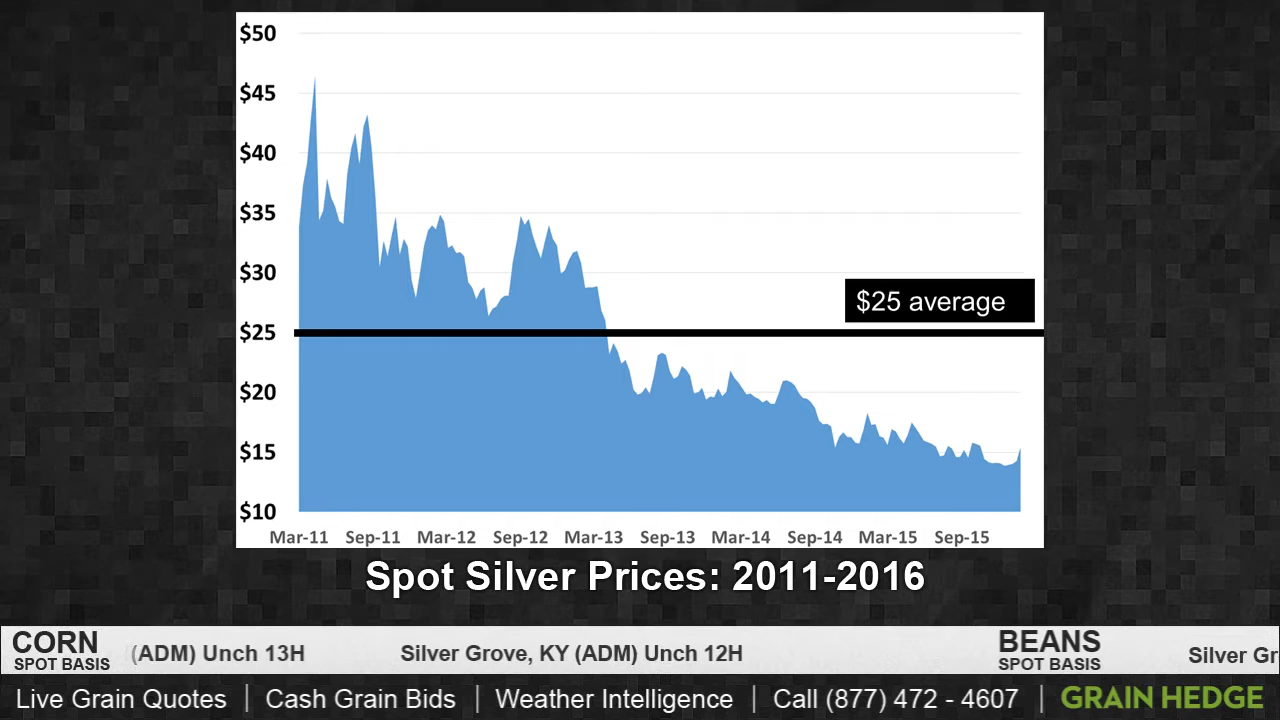 $50
$45
$40
$35
$30
$25 average
$25
$20
$15
$10
Mar-11 Sep-11 Mar-12 Sep-12 Mar-13 Sep-13 Mar-14 Sep-14 Mar-15 Sep-15
Spot Silver Prices: 2011-2016
CORN
SPOT BASIS
(ADM) Unch 13H Silver Grove, KY (ADM) Unch 12H
BEANS
SPOT BASIS
Silver Gr
Live Grain Quotes | Cash Grain Bids | Weather Intelligence | Call (877) 472 - 4607 | GRAIN HEDGE